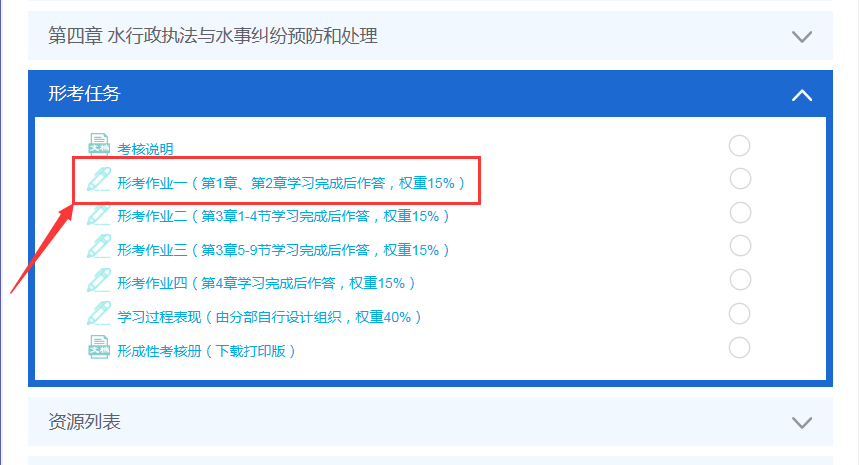 第四章 水行政执法与水事纠纷预防和处理
形考任务
文稿
考核说明
形考作业一（第1章、第2章学习完成后作答，权重15%）
形考作业二（第3章1-4节学习完成后作答，权重15%）
形考作业三（第3章5-9节学习完成后作答，权重15%）
形考作业四（第4章学习完成后作答，权重15%）
学习过程表现（由分部自行设计组织，权重40%）
文稿
形成性考核册（下载打印版）
资源列表